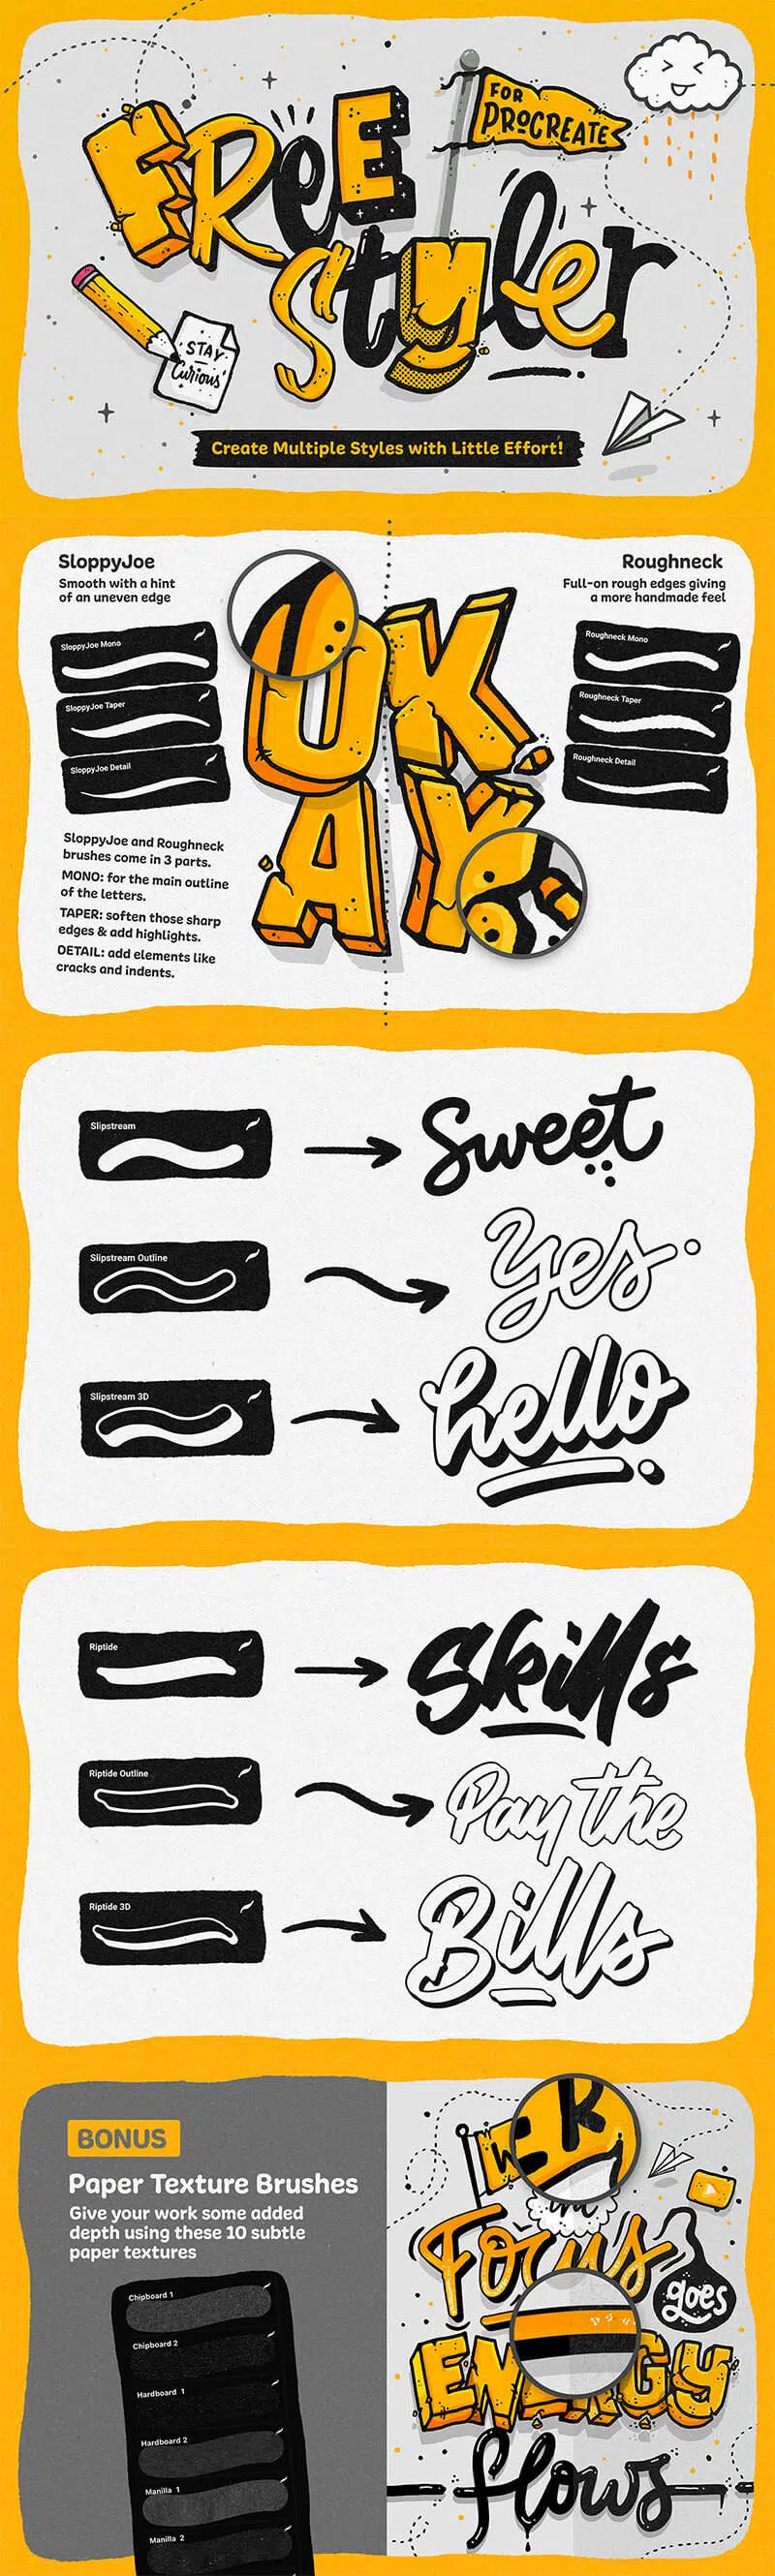 FREE
FOR
PROCREATE
Styler
STAY
Curious
Create Multiple Styles with Little Effort!
SloppyJoe
Smooth with a hint
of an uneven edge
SloppyJoe Mono
SloppyJoe Taper
SloppyJoe Detail
SloppyJoe and Roughneck
brushes come in 3 parts.
MONO: for the main outline
of the letters.
TAPER: soften those sharp
edges & add highlights.
DETAIL: add elements like
cracks and indents.
OK
AY
Roughneck
Full-on rough edges giving
a more handmade feel
Roughneck Mono
Roughneck Taper
Roughneck Detail
Slipstream
Sweet
Slipstream Outline
Yes
Slipstream 3D
hello
Riptide
Skills
Riptide Outline
Pay the
Riptide 3D
Bills
BONUS
Paper Texture Brushes
Give your work some added
depth using these 10 subtle
paper textures
Chipboard 1
Chipboard 2
Hardboard 1
Hardboard 2
Manilla 1
Manilla 2
Focus
goes
ENERGY
flows